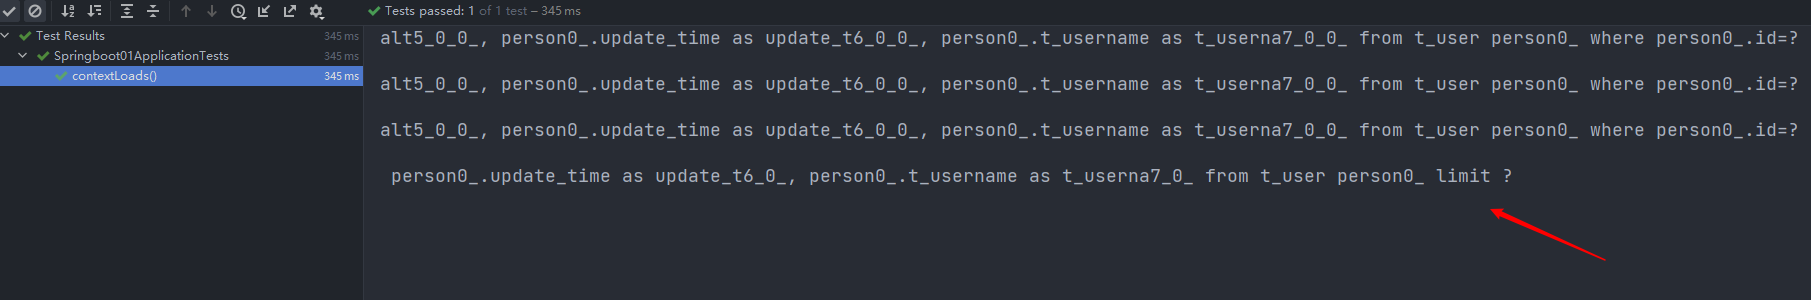 Tests passed: 1 of 1 test – 345 ms
Test Results 345 ms
Springboot01ApplicationTests 345 ms
contextLoads() 345 ms
alt5_0_0_, person0_.update_time as update_t6_0_0_, person0_.t_username as t_userna7_0_0_ from t_user person0_ where person0_.id=?
alt5_0_0_, person0_.update_time as update_t6_0_0_, person0_.t_username as t_userna7_0_0_ from t_user person0_ where person0_.id=?
alt5_0_0_, person0_.update_time as update_t6_0_0_, person0_.t_username as t_userna7_0_0_ from t_user person0_ where person0_.id=?
person0_.update_time as update_t6_0_, person0_.t_username as t_userna7_0_ from t_user person0_ limit ?